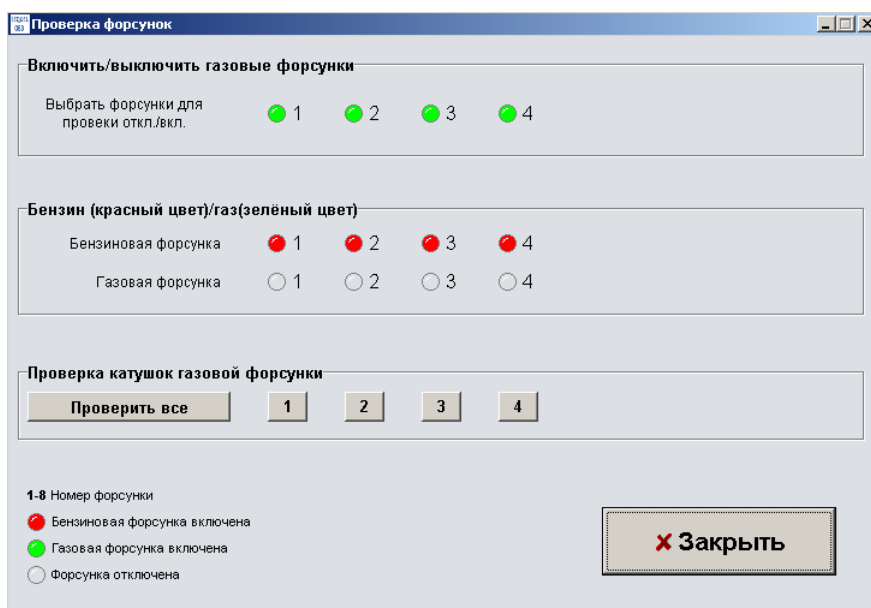 Проверка форсунок
Включить/выключить газовые форсунки
Выбрать форсунки для
провеки откл./вкл.
1 2 3 4
Бензин (красный цвет)/газ(зелёный цвет)
Бензиновая форсунка 1 2 3 4
Газовая форсунка 1 2 3 4
Проверка катушок газовой форсунки
Проверить все 1 2 3 4
1-8 Номер форсунки
Бензиновая форсунка включена
Газовая форсунка включена
Форсунка отключена
Закрыть